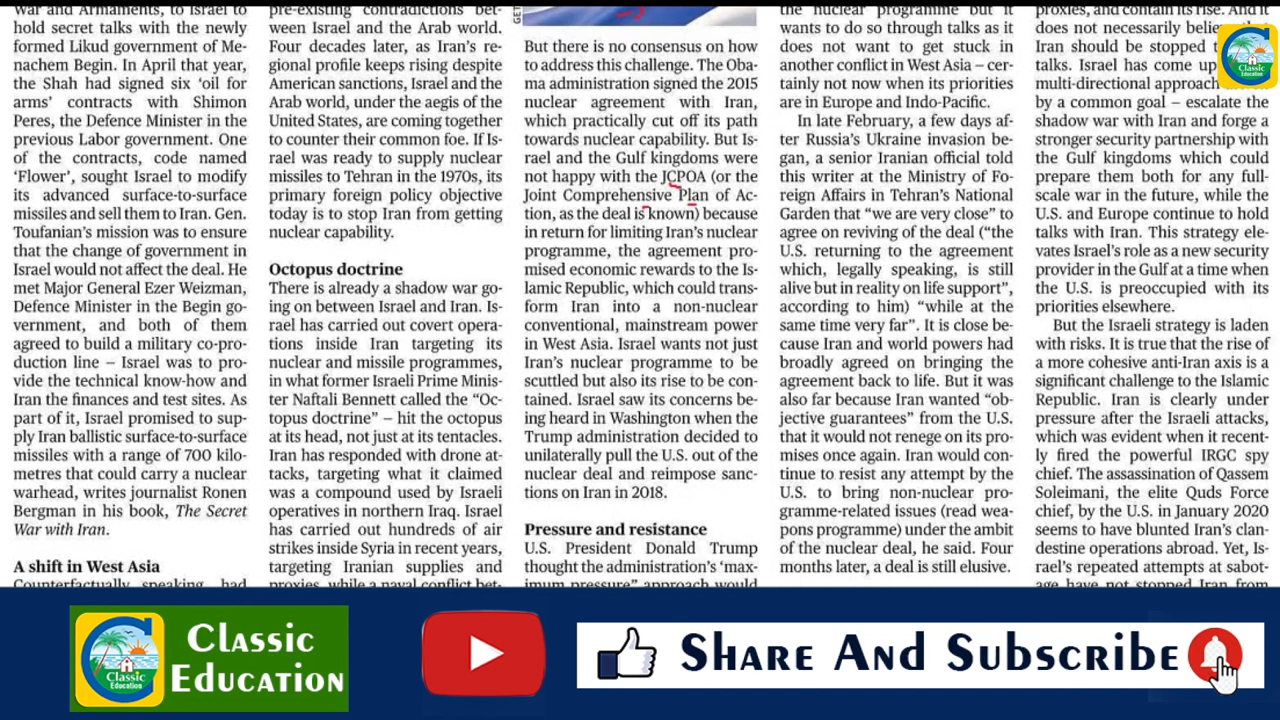 War and Armaments, to Israel to
hold secret talks with the newly
formed Likud government of Me-
nachem Begin. In April that year,
the Shah had signed six ‘oil for
arms’ contracts with Shimon
Peres, the Defence Minister in the
previous Labor government. One
of the contracts, code named
‘Flower’, sought Israel to modify
its advanced surface-to-surface
missiles and sell them to Iran. Gen.
Toufanian’s mission was to ensure
that the change of government in
Israel would not affect the deal. He
met Major General Ezer Weizman,
Defence Minister in the Begin go-
vernment, and both of them
agreed to build a military co-pro-
duction line – Israel was to pro-
vide the technical know-how and
Iran the finances and test sites. As
part of it, Israel promised to sup-
ply Iran ballistic surface-to-surface
missiles with a range of 700 kilo-
metres that could carry a nuclear
warhead, writes journalist Ronen
Bergman in his book, The Secret
War with Iran.
A shift in West Asia
Counterfactually speaking, had
pre-existing contradictions bet-
ween Israel and the Arab world.
Four decades later, as Iran’s re-
gional profile keeps rising despite
American sanctions, Israel and the
Arab world, under the aegis of the
United States, are coming together
to counter their common foe. If Is-
rael was ready to supply nuclear
missiles to Tehran in the 1970s, its
primary foreign policy objective
today is to stop Iran from getting
nuclear capability.
Octopus doctrine
There is already a shadow war go-
ing on between Israel and Iran. Is-
rael has carried out covert opera-
tions inside Iran targeting its
nuclear and missile programmes,
in what former Israeli Prime Minis-
ter Naftali Bennett called the “Oc-
topus doctrine” – hit the octopus
at its head, not just at its tentacles.
Iran has responded with drone at-
tacks, targeting what it claimed
was a compound used by Israeli
operatives in northern Iraq. Israel
has carried out hundreds of air
strikes inside Syria in recent years,
targeting Iranian supplies and
proxies, while a naval conflict bet-
GET
But there is no consensus on how
to address this challenge. The Oba-
ma administration signed the 2015
nuclear agreement with Iran,
which practically cut off its path
towards nuclear capability. But Is-
rael and the Gulf kingdoms were
not happy with the JCPOA (or the
Joint Comprehensive Plan of Ac-
tion, as the deal is known) because
in return for limiting Iran’s nuclear
programme, the agreement pro-
mised economic rewards to the Is-
lamic Republic, which could trans-
form Iran into a non-nuclear
conventional, mainstream power
in West Asia. Israel wants not just
Iran’s nuclear programme to be
scuttled but also its rise to be con-
tained. Israel saw its concerns be-
ing heard in Washington when the
Trump administration decided to
unilaterally pull the U.S. out of the
nuclear deal and reimpose sanc-
tions on Iran in 2018.
Pressure and resistance
U.S. President Donald Trump
thought the administration’s ‘max-
imum pressure” approach would
the nuclear programme but it
wants to do so through talks as it
does not want to get stuck in
another conflict in West Asia – cer-
tainly not now when its priorities
are in Europe and Indo-Pacific.
In late February, a few days af-
ter Russia’s Ukraine invasion be-
gan, a senior Iranian official told
this writer at the Ministry of Fo-
reign Affairs in Tehran’s National
Garden that “we are very close” to
agree on reviving of the deal (“the
U.S. returning to the agreement
which, legally speaking, is still
alive but in reality on life support”,
according to him) “while at the
same time very far”. It is close be-
cause Iran and world powers had
broadly agreed on bringing the
agreement back to life. But it was
also far because Iran wanted “ob-
jective guarantees” from the U.S.
that it would not renege on its pro-
mises once again. Iran would con-
tinue to resist any attempt by the
U.S. to bring non-nuclear pro-
gramme-related issues (read wea-
pons programme) under the ambit
of the nuclear deal, he said. Four
months later, a deal is still elusive.
proxies, and contain its rise. And it
does not necessarily
Iran should be stopped
talks. Israel has come up
multi-directional approach
by a common goal – escalate the
shadow war with Iran and forge a
stronger security partnership with
the Gulf kingdoms which could
prepare them both for any full-
scale war in the future, while the
U.S. and Europe continue to hold
talks with Iran. This strategy ele-
vates Israel’s role as a new security
provider in the Gulf at a time when
the U.S. is preoccupied with its
priorities elsewhere.
But the Israeli strategy is laden
with risks. It is true that the rise of
a more cohesive anti-Iran axis is a
significant challenge to the Islamic
Republic. Iran is clearly under
pressure after the Israeli attacks,
which was evident when it recent-
ly fired the powerful IRGC spy
chief. The assassination of Qassem
Soleimani, the elite Quds Force
chief, by the U.S. in January 2020
seems to have blunted Iran’s clan-
destine operations abroad. Yet, Is-
rael’s repeated attempts at sabot-
age have not stopped Iran from
Classic
Education
Classic
Education
Classic
Education
Share And Subscribe